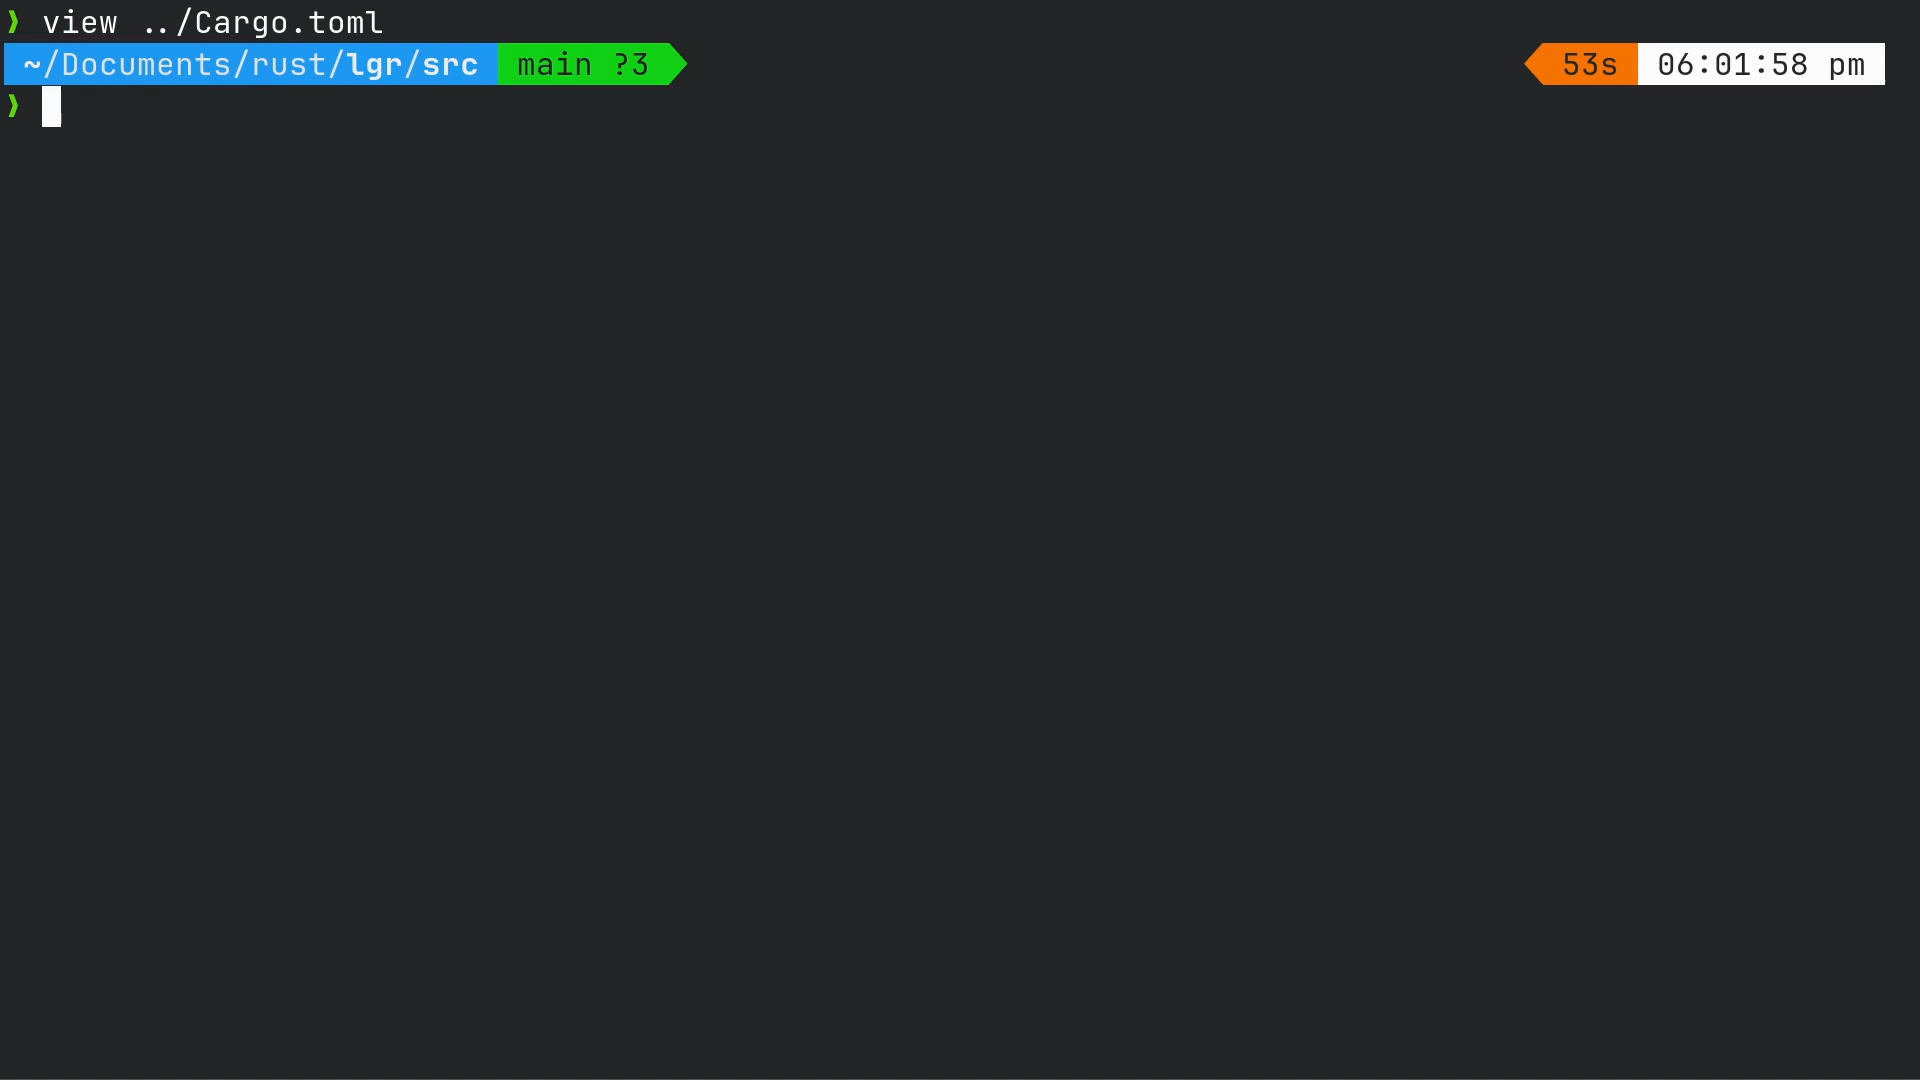 ❯ view ../Cargo.toml
~/Documents/rust/lgr/src main ?3 53s 06:01:58 pm
❯